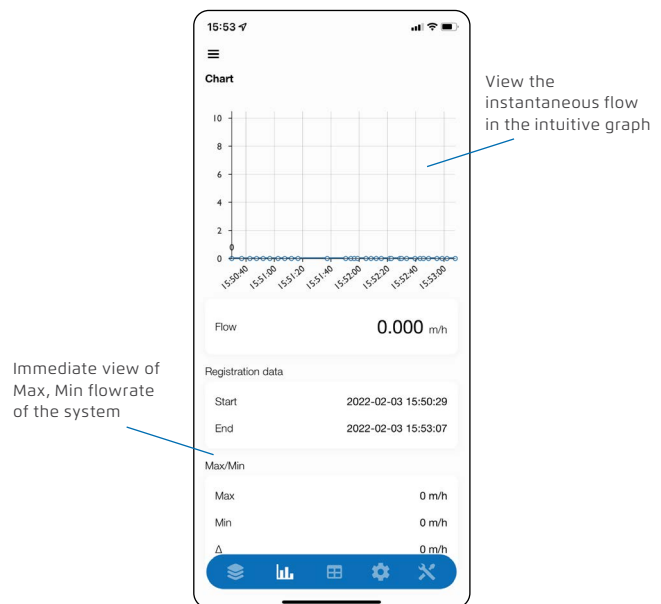 15:53
Chart
View the
instantaneous flow
in the intuitive graph
10
8
6
4
2
0
0
15:50:40 15:51:00 15:51:20 15:51:40 15:52:00 15:52:20 15:52:40 15:53:00
Flow 0.000 m/h
Immediate view of
Max, Min flowrate
of the system
Registration data
Start 2022-02-03 15:50:29
End 2022-02-03 15:53:07
Max/Min
Max 0 m/h
Min 0 m/h
Δ 0 m/h